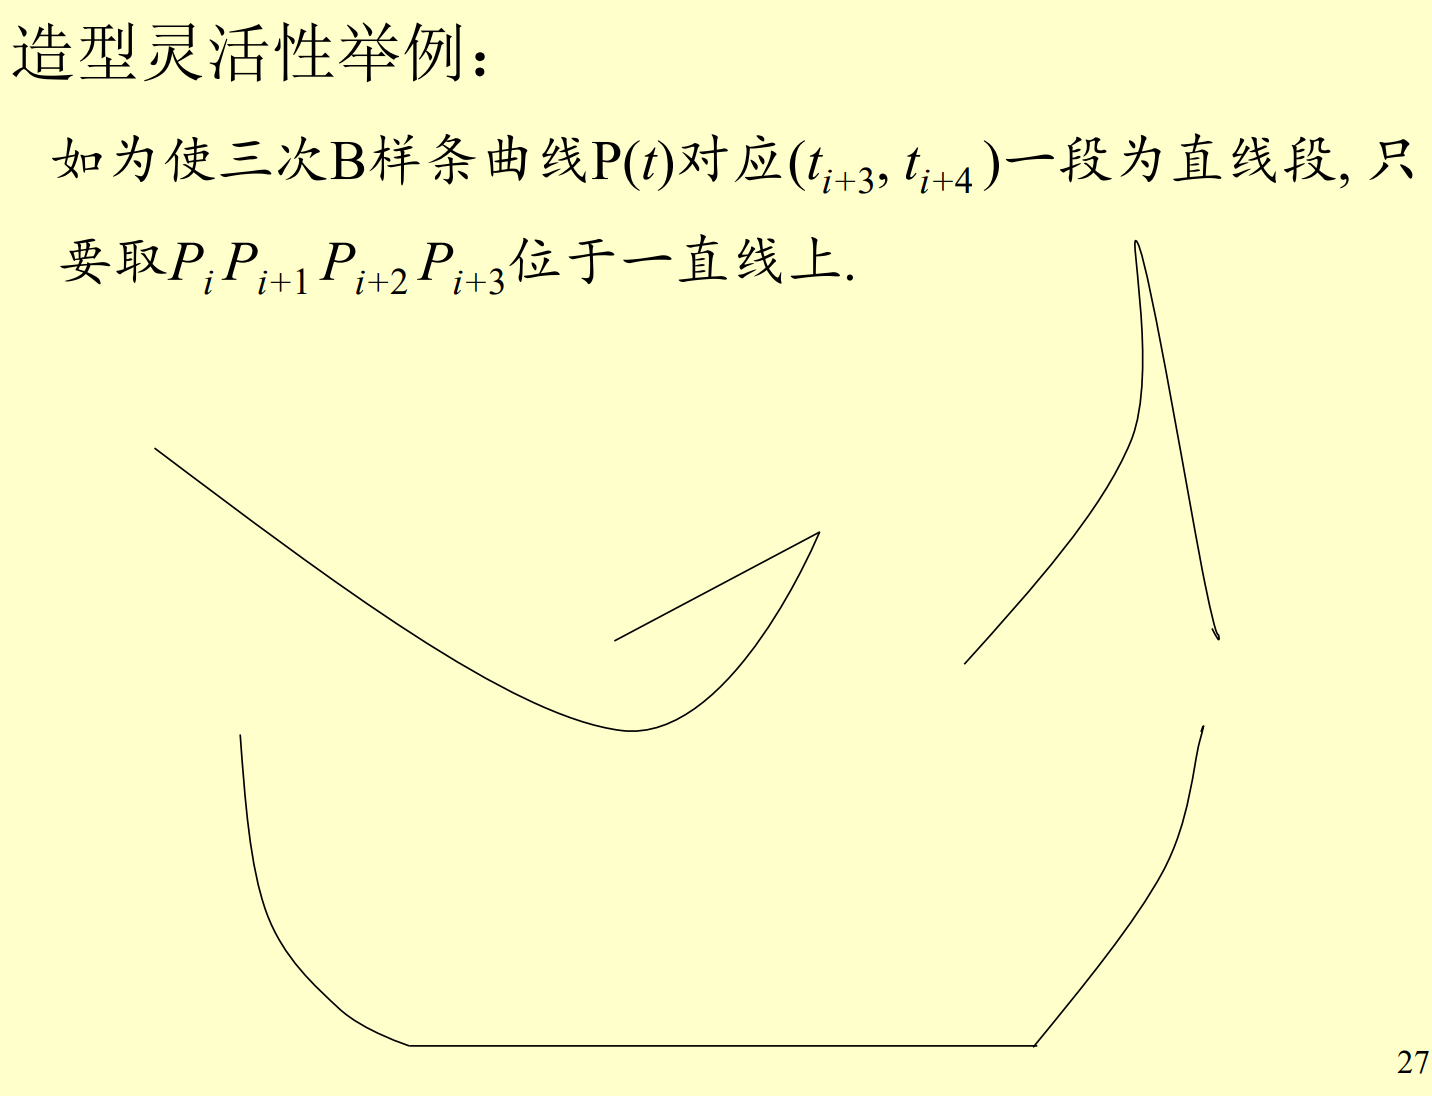 造型灵活性举例：
如为使三次B样条曲线P(t)对应(t_{i+3}, t_{i+4})一段为直线段, 只
要取P_i P_{i+1} P_{i+2} P_{i+3}位于一直线上.
27